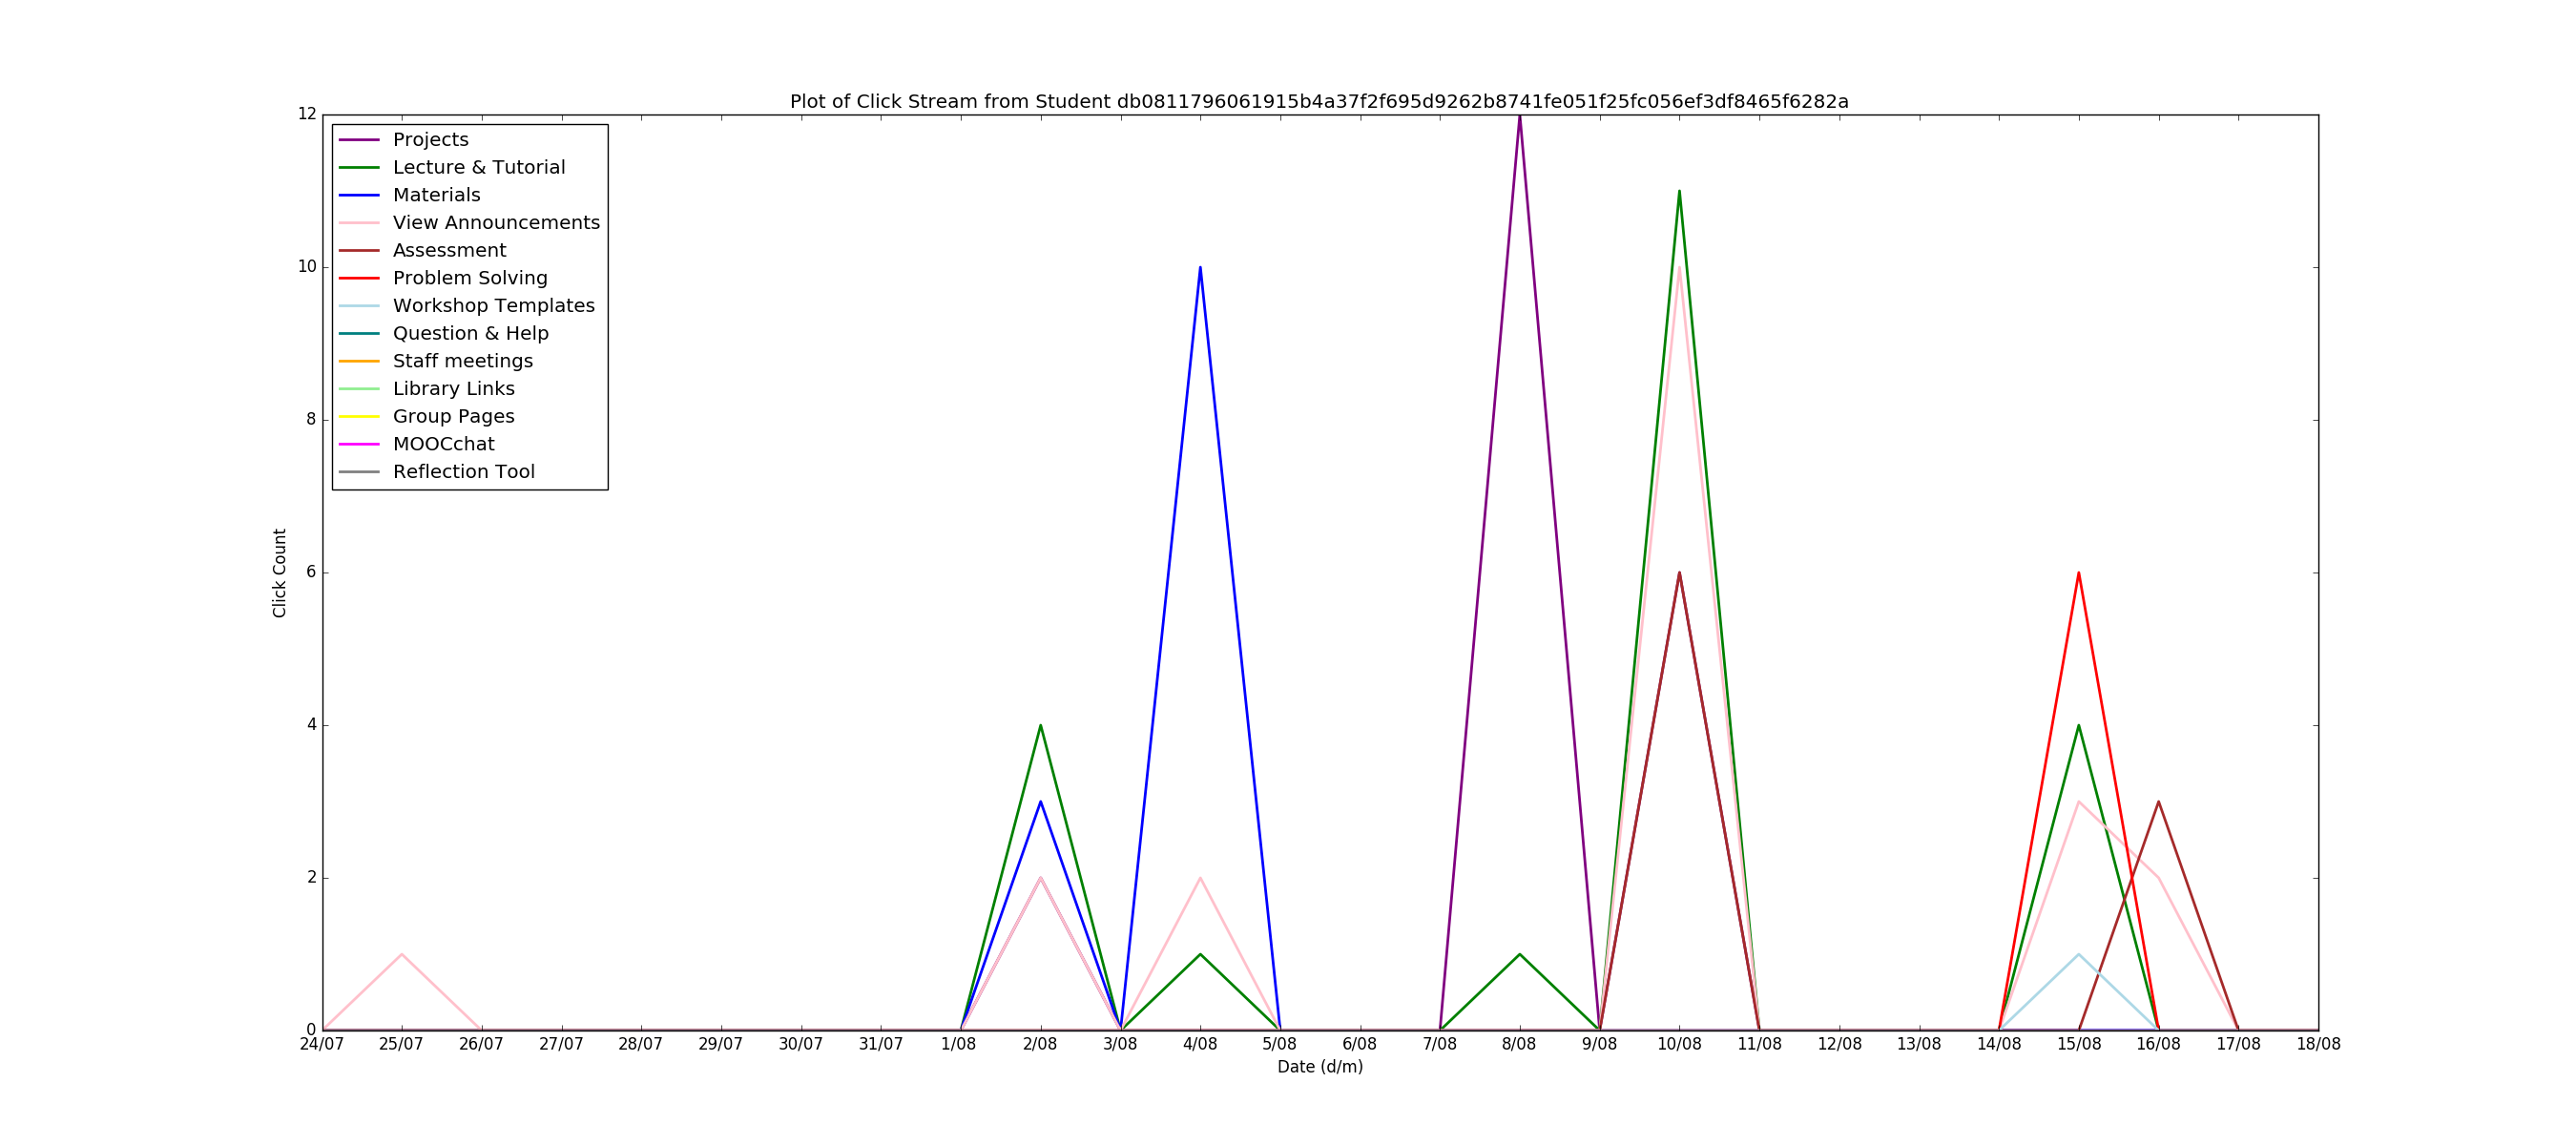 Plot of Click Stream from Student db0811796061915b4a37f2f695d9262b8741fe051f25fc056ef3df8465f6282a
12
10
8
6
4
2
0
Click Count
Projects
Lecture & Tutorial
Materials
View Announcements
Assessment
Problem Solving
Workshop Templates
Question & Help
Staff meetings
Library Links
Group Pages
MOOCchat
Reflection Tool
24/07 25/07 26/07 27/07 28/07 29/07 30/07 31/07 1/08 2/08 3/08 4/08 5/08 6/08 7/08 8/08 9/08 10/08 11/08 12/08 13/08 14/08 15/08 16/08 17/08 18/08
Date (d/m)